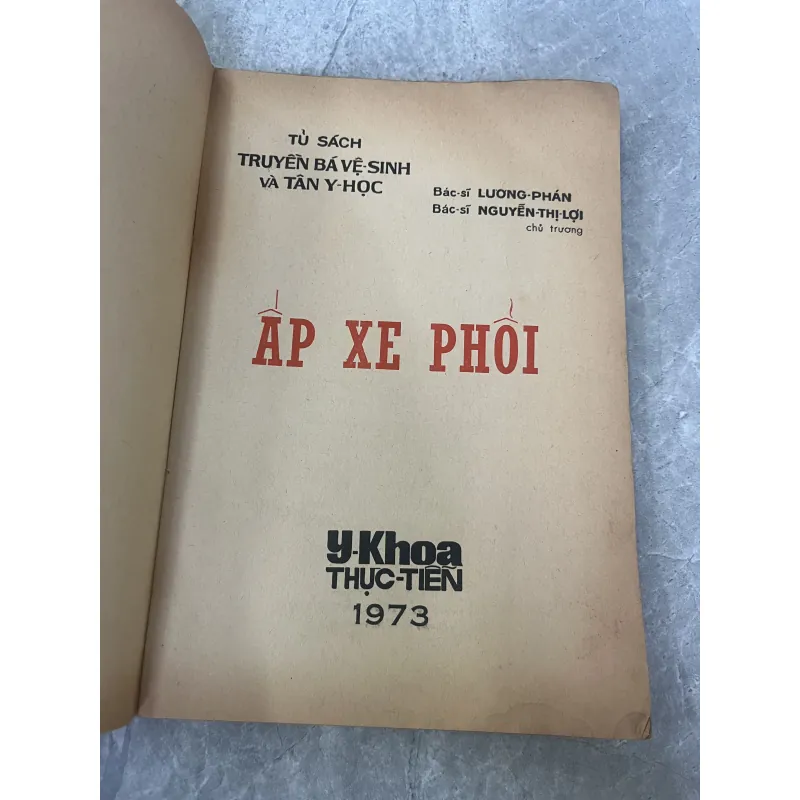 TỦ SÁCH
TRUYỀN BÁ VỆ-SINH
VÀ TÂN Y-HỌC
Bác-sĩ LƯƠNG-PHÁN
Bác-sĩ NGUYỄN-THỊ-LỢI
chủ trương
ẤP XE PHỔI
Y-Khoa
THỰC-TIỄN
1973